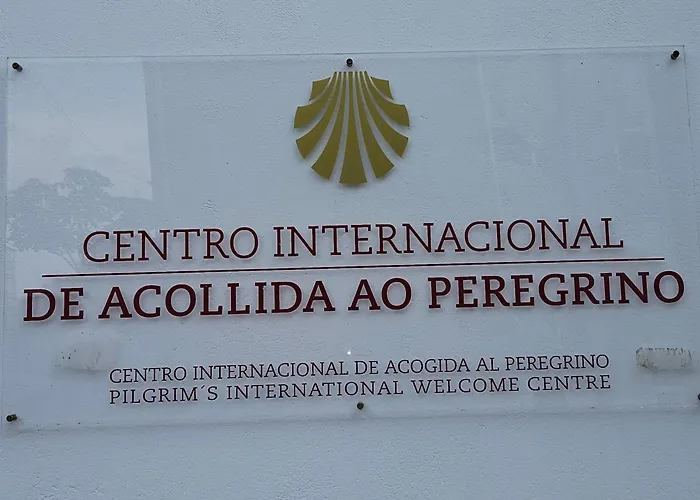 CENTRO INTERNACIONAL
DE ACOLLIDA AO PEREGRINO
CENTRO INTERNACIONAL DE ACOGIDA AL PEREGRINO
PILGRIM´S INTERNATIONAL WELCOME CENTRE